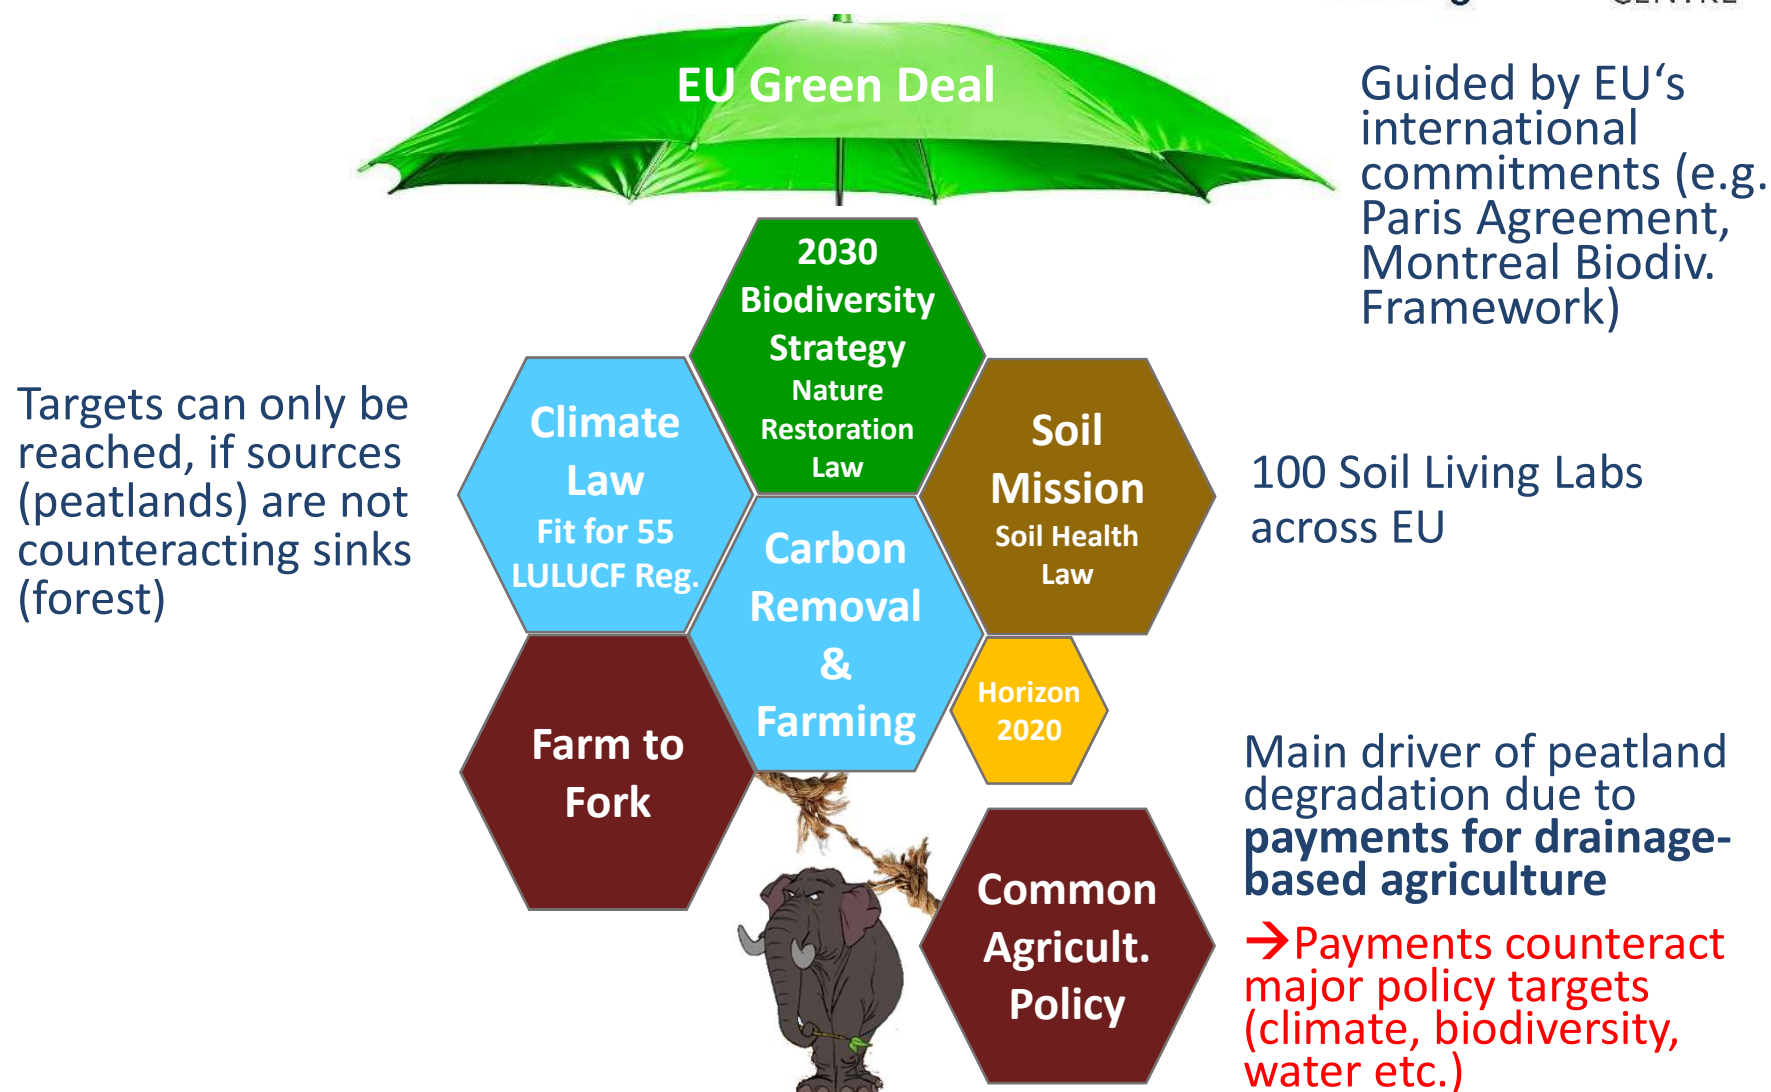 EU Green Deal
Guided by EU‘s
international
commitments (e.g.
Paris Agreement,
Montreal Biodiv.
Framework)
2030
Biodiversity
Strategy
Nature
Restoration
Law
Targets can only be
reached, if sources
(peatlands) are not
counteracting sinks
(forest)
Climate
Law
Fit for 55
LULUCF Reg.
Soil
Mission
Soil Health
Law
100 Soil Living Labs
across EU
Carbon
Removal
&
Farming
Horizon
2020
Farm to
Fork
Common
Agricult.
Policy
Main driver of peatland
degradation due to
payments for drainage-
based agriculture
→Payments counteract
major policy targets
(climate, biodiversity,
water etc.)